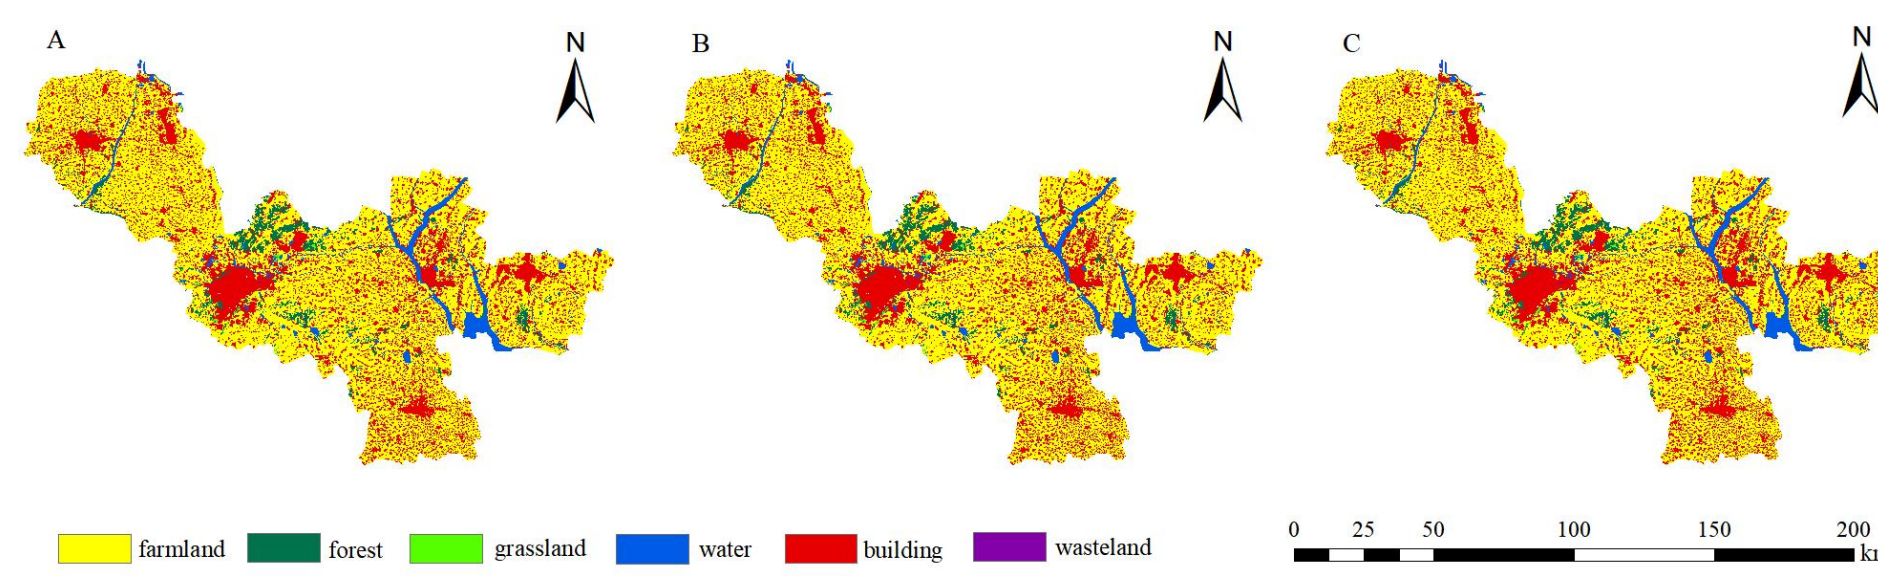 A
N
B
N
C
N
farmland
forest
grassland
water
building
wasteland
0 25 50 100 150 200